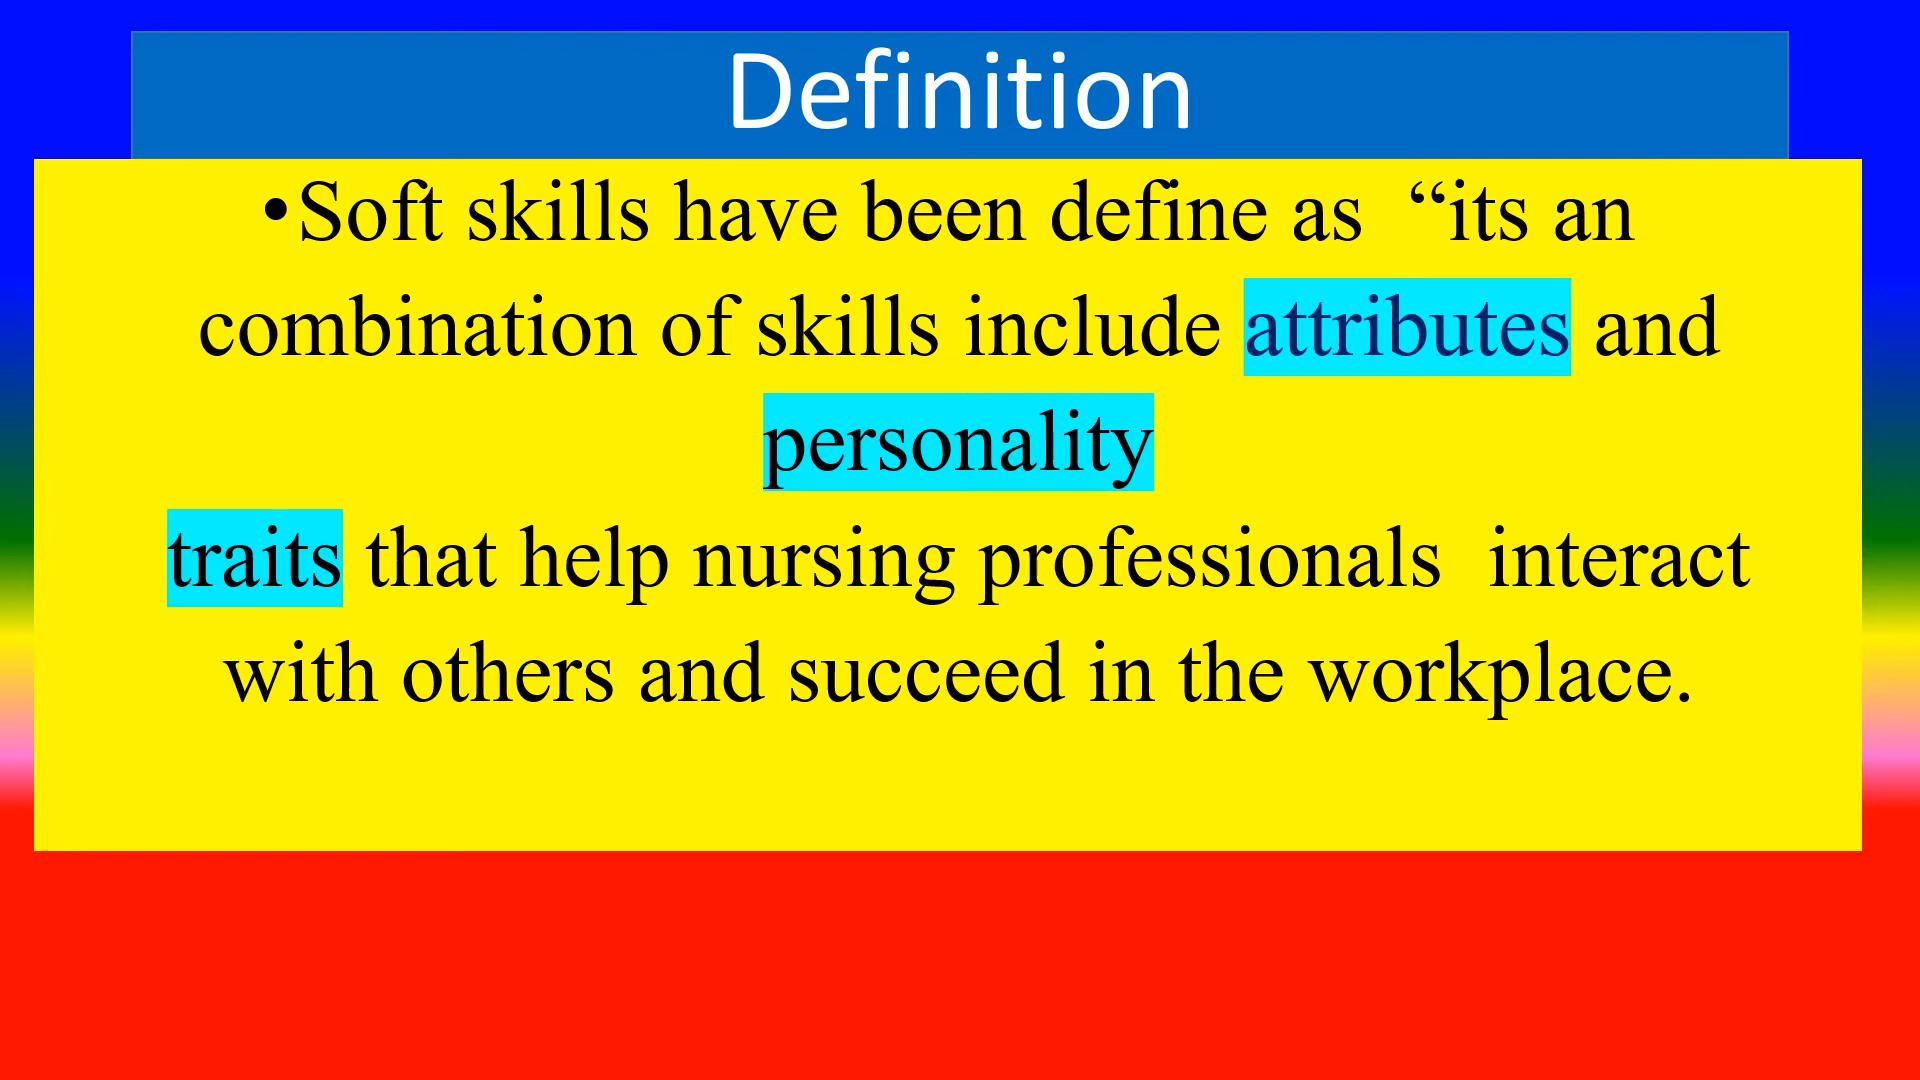 Definition
•Soft skills have been define as  “its an
combination of skills include attributes and
personality
traits that help nursing professionals  interact
with others and succeed in the workplace.